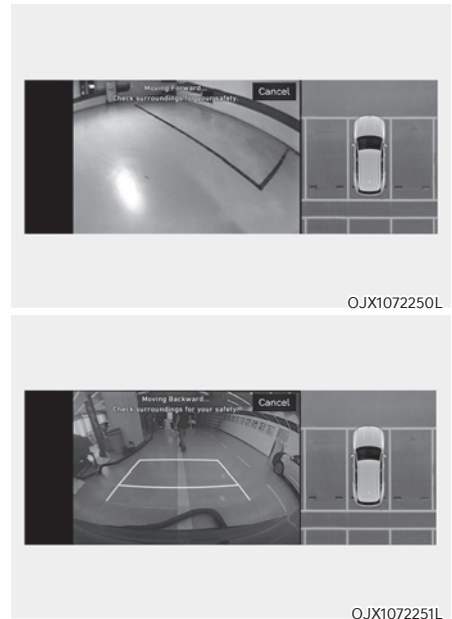 Moving Forward...
Check surroundings for your safety.
Cancel
OJX1072250L
Moving Backward...
Check surroundings for your safety.
Cancel
OJX1072251L